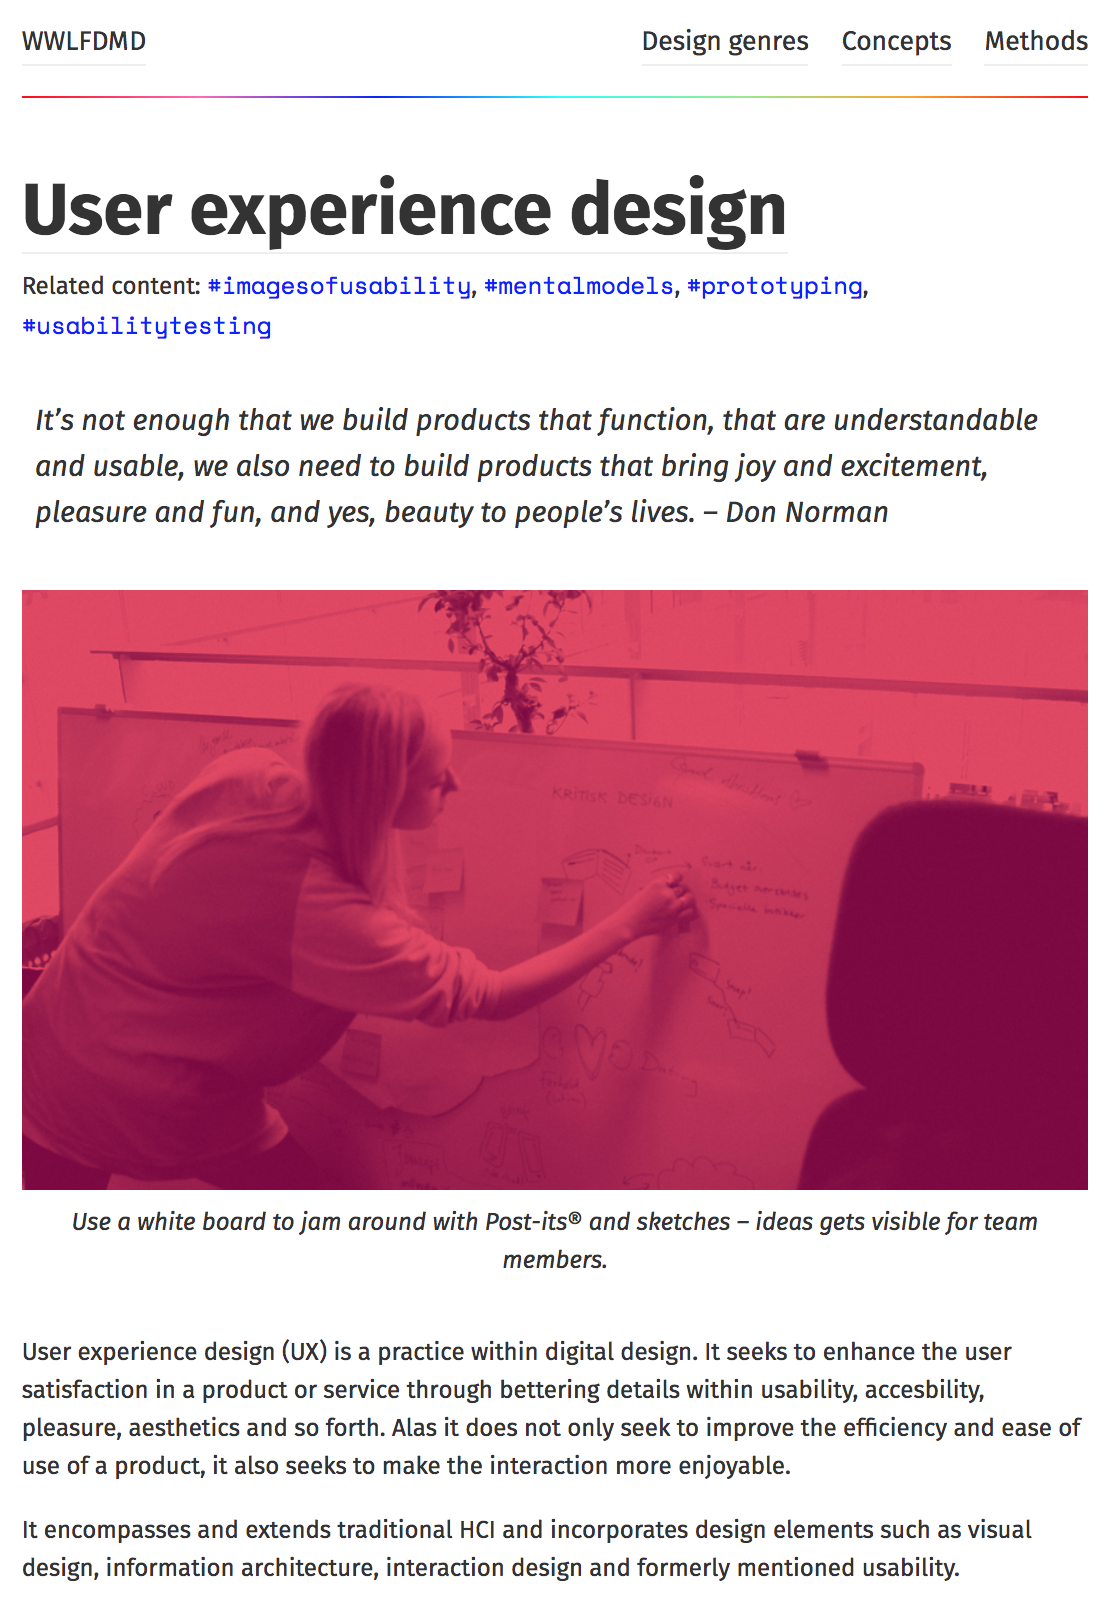 WWLFDMD Design genres Concepts Methods
User experience design
Related content: #imagesofusability, #mentalmodels, #prototyping,
#usabilitytesting
It’s not enough that we build products that function, that are understandable
and usable, we also need to build products that bring joy and excitement,
pleasure and fun, and yes, beauty to people’s lives. – Don Norman
KRITISK DESIGN
Budget
Use a white board to jam around with Post-its® and sketches – ideas gets visible for team
members.
User experience design (UX) is a practice within digital design. It seeks to enhance the user
satisfaction in a product or service through bettering details within usability, accesbility,
pleasure, aesthetics and so forth. Alas it does not only seek to improve the efficiency and ease of
use of a product, it also seeks to make the interaction more enjoyable.
It encompasses and extends traditional HCI and incorporates design elements such as visual
design, information architecture, interaction design and formerly mentioned usability.